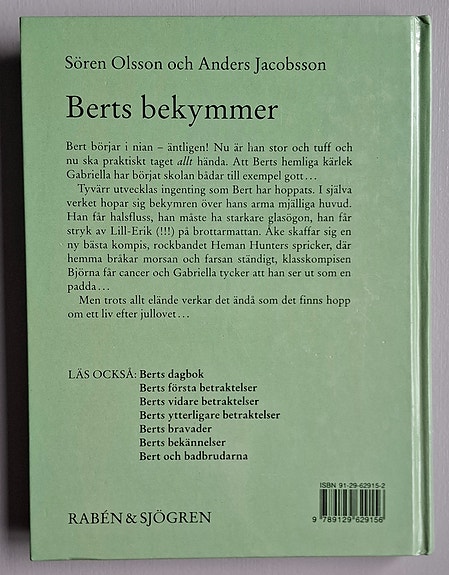 Sören Olsson och Anders Jacobsson
Berts bekymmer
Bert börjar i nian – äntligen! Nu är han stor och tuff och
nu ska praktiskt taget allt hända. Att Berts hemliga kärlek
Gabriella har börjat skolan bådar till exempel gott...
Tyvärr utvecklas ingenting som Bert har hoppats. I själva
verket hopar sig bekymren över hans arma mjälliga huvud.
Han får halsfluss, han måste ha starkare glasögon, han får
stryk av Lill-Erik (!!!) på brottarmattan. Åke skaffar sig en
ny bästa kompis, rockbandet Heman Hunters spricker, där
hemma bråkar morsan och farsan ständigt, klasskompisen
Björna får cancer och Gabriella tycker att han ser ut som en
padda...
Men trots allt elände verkar det ändå som det finns hopp
om ett liv efter jullovet...
LÄS OCKSÅ: Berts dagbok
Berts första betraktelser
Berts vidare betraktelser
Berts ytterligare betraktelser
Berts bravader
Berts bekännelser
Bert och badbrudarna
ISBN 91-29-62915-2
9 789129 629156
RABÉN & SJÖGREN